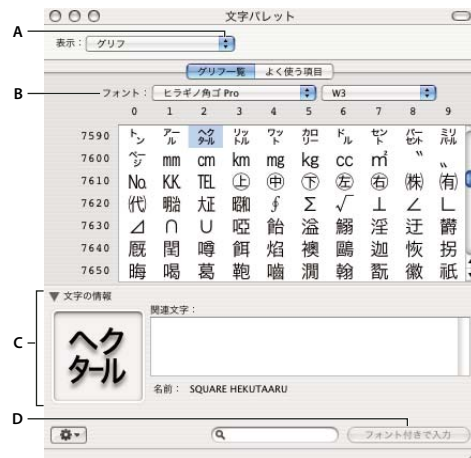 文字パレット
A
表示： グリフ
グリフ一覧 よく使う項目
B
フォント： ヒラギノ角ゴ Pro W3
0 1 2 3 4 5 6 7 8 9
7590 ㌧ ㌃ ㌶ ㍑ ㍗ ㌍ ㌦ ㌣ ㌫ ㍊
7600 ㌻ ㎜ ㎝ ㎞ ㎎ ㎏ ㏄ ㎡ 〝 〟
7610 № ㏍ ℡ ㊤ ㊥ ㊦ ㊧ ㊨ ㈱ ㈲
7620 ㈹ ㍾ ㍽ ㍼ ∮ ∑ √ ⊥ ∠ ∟
7630 ⊿ ∩ ∪ 啞 飴 溢 鰯 淫 迂 欝
7640 厩 閏 噂 餌 焰 襖 鷗 迦 恢 拐
7650 晦 喝 葛 鞄 嚙 澗 翰 翫 徽 祇
C
文字の情報
関連文字：
ヘク
タール
名前： SQUARE HEKUTAARU
D
フォント付きで入力